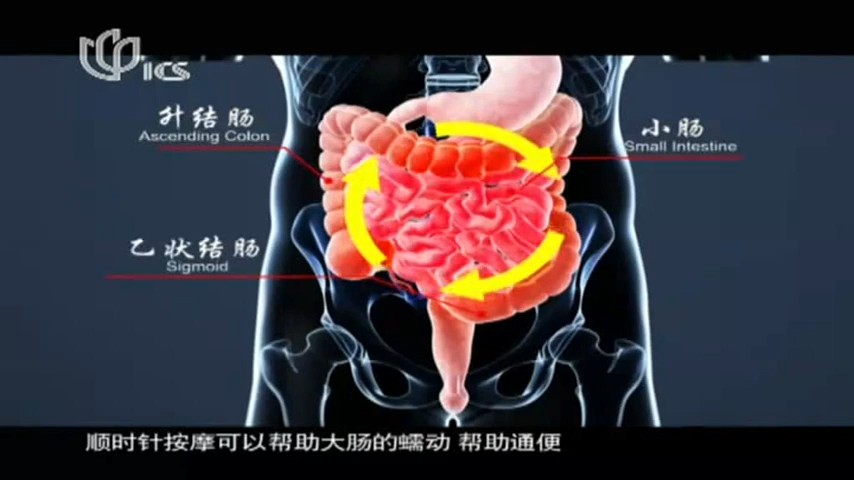 ICS
升结肠
Ascending Colon
小肠
Small Intestine
乙状结肠
Sigmoid
顺时针按摩可以帮助大肠的蠕动 帮助通便